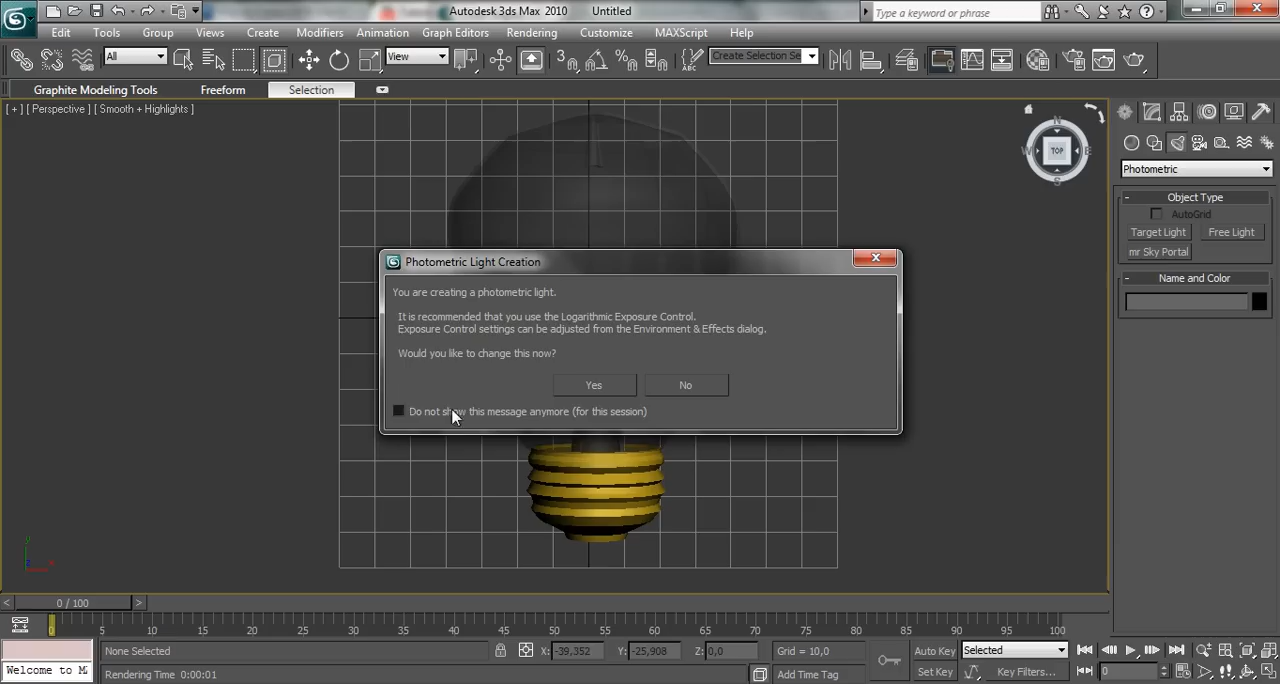 Autodesk 3ds Max 2010 Untitled
Type a keyword or phrase
Edit Tools Group Views Create Modifiers Animation Graph Editors Rendering Customize MAXScript Help
All
View
Create Selection Se
Graphite Modeling Tools Freeform Selection
[ + ] [ Perspective ] [ Smooth + Highlights ]
N
W TOP E
S
Photometric
- Object Type
AutoGrid
Target Light Free Light
mr Sky Portal
- Name and Color
Photometric Light Creation
You are creating a photometric light.
It is recommended that you use the Logarithmic Exposure Control.
Exposure Control settings can be adjusted from the Environment & Effects dialog.
Would you like to change this now?
Yes No
Do not show this message anymore (for this session)
y
x
< 0 / 100 >
0 5 10 15 20 25 30 35 40 45 50 55 60 65 70 75 80 85 90 95 100
None Selected X: -39,352 Y: -25,908 Z: 0,0 Grid = 10,0 Auto Key Selected
Welcome to M Rendering Time 0:00:01 Add Time Tag Set Key Key Filters... 0